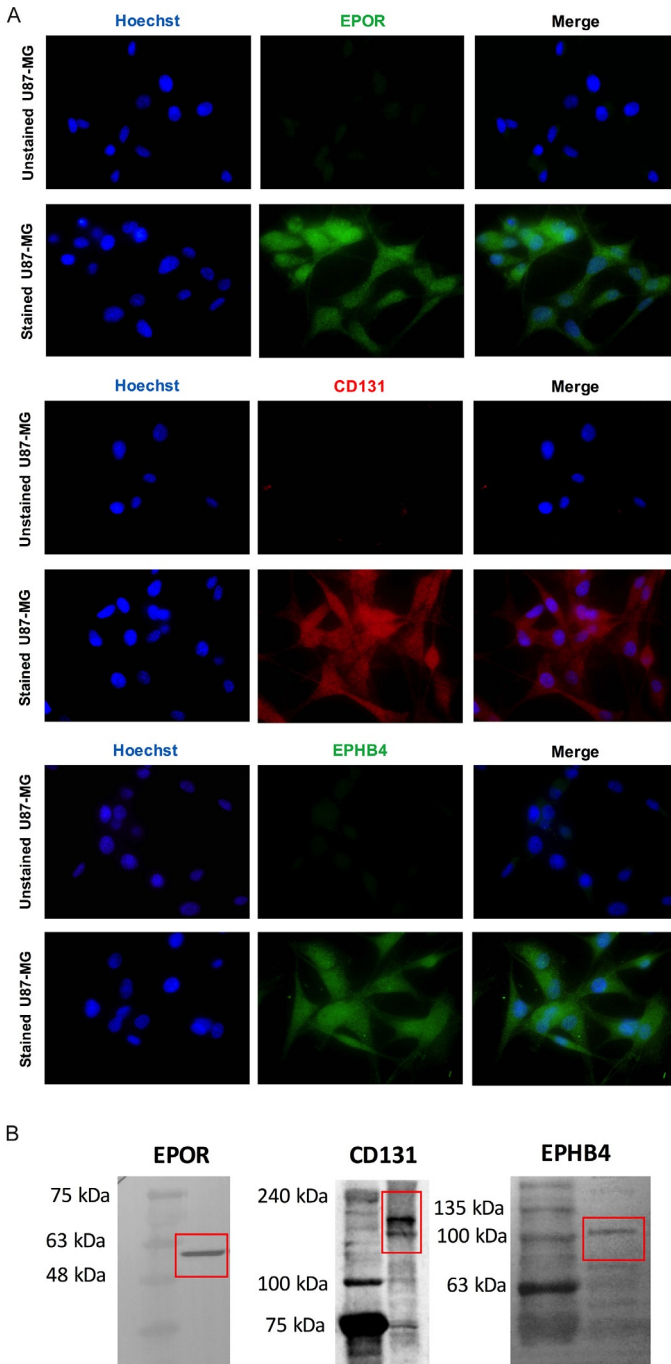 A
Hoechst EPOR Merge
Unstained U87-MG
Stained U87-MG
Hoechst CD131 Merge
Unstained U87-MG
Stained U87-MG
Hoechst EPHB4 Merge
Unstained U87-MG
Stained U87-MG
B
EPOR CD131 EPHB4
75 kDa
63 kDa
48 kDa
240 kDa
100 kDa
75 kDa
135 kDa
100 kDa
63 kDa